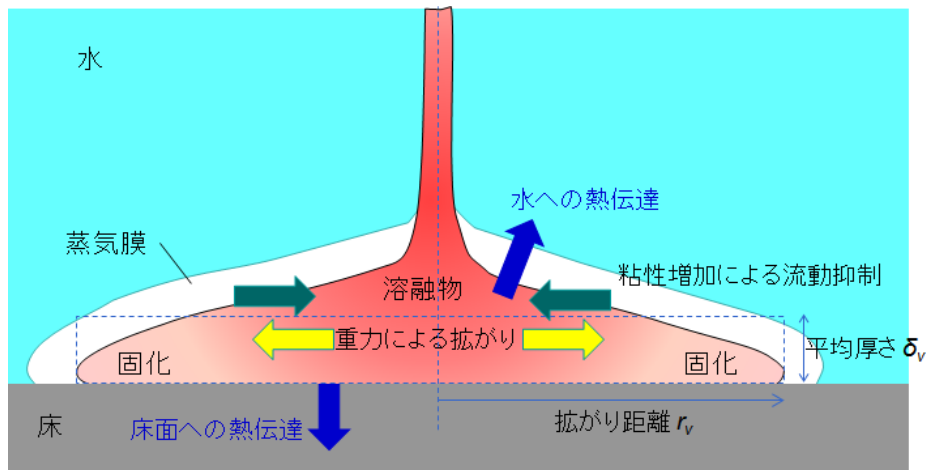 水
水への熱伝達
蒸気膜
溶融物
粘性増加による流動抑制
重力による拡がり
平均厚さ δv
固化
固化
床
床面への熱伝達
拡がり距離 rv